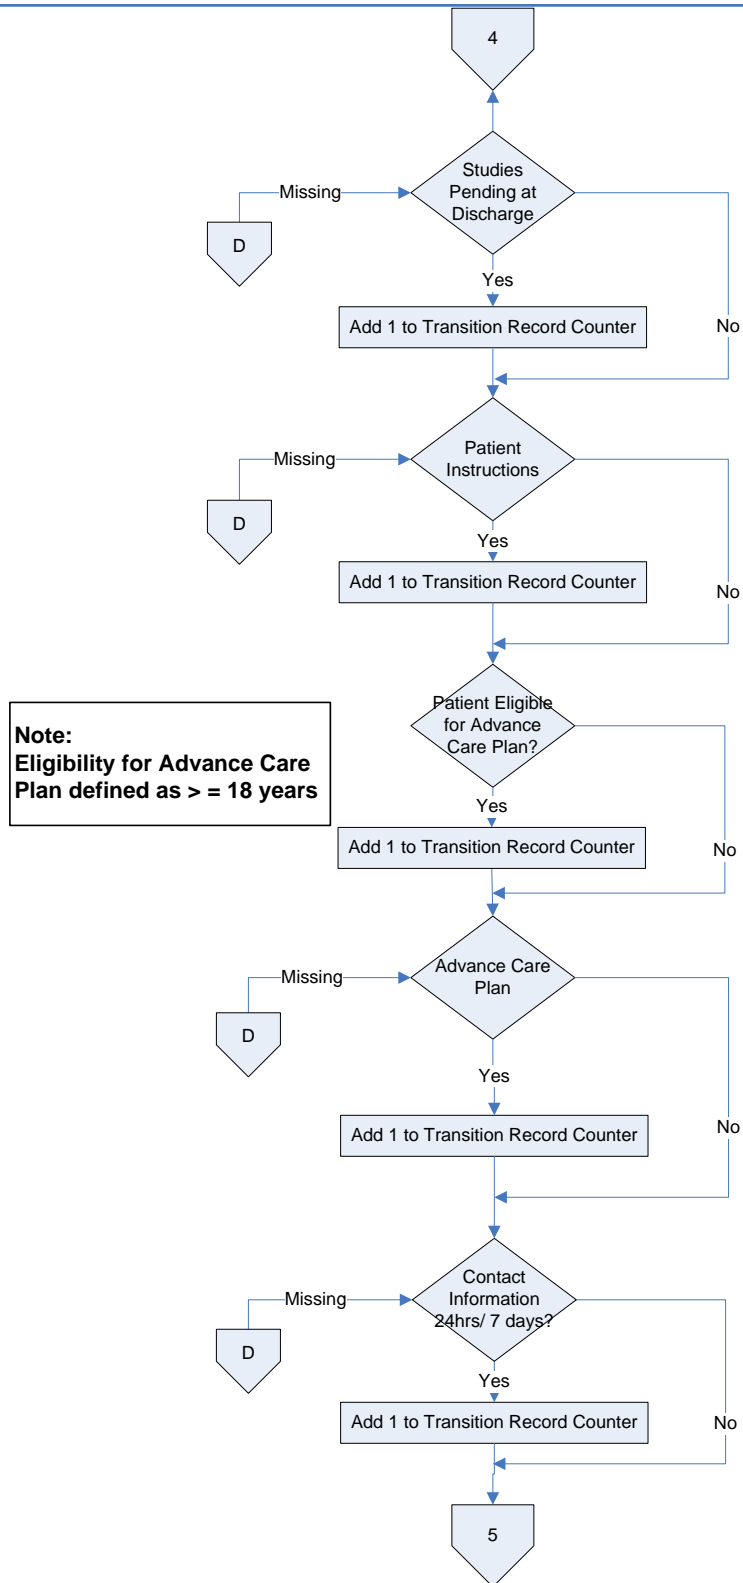 4
Studies
Pending at
Discharge
Missing
D
Yes
Add 1 to Transition Record Counter
No
Patient
Instructions
Missing
D
Yes
Add 1 to Transition Record Counter
No
Patient Eligible
for Advance
Care Plan?
Note:
Eligibility for Advance Care
Plan defined as > = 18 years
Yes
Add 1 to Transition Record Counter
No
Advance Care
Plan
Missing
D
Yes
Add 1 to Transition Record Counter
No
Contact
Information
24hrs/ 7 days?
Missing
D
Yes
Add 1 to Transition Record Counter
No
5